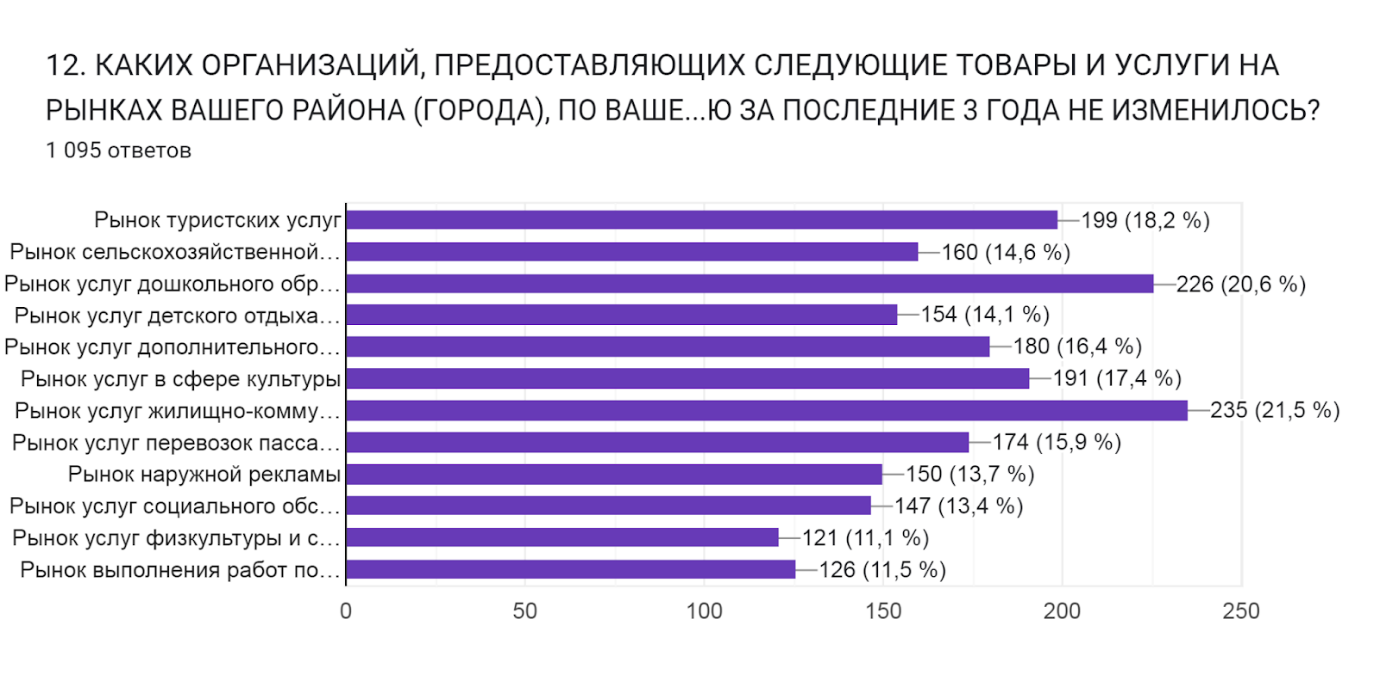 12. КАКИХ ОРГАНИЗАЦИЙ, ПРЕДОСТАВЛЯЮЩИХ СЛЕДУЮЩИЕ ТОВАРЫ И УСЛУГИ НА
РЫНКАХ ВАШЕГО РАЙОНА (ГОРОДА), ПО ВАШЕ...Ю ЗА ПОСЛЕДНИЕ 3 ГОДА НЕ ИЗМЕНИЛОСЬ?
1 095 ответов
Рынок туристских услуг 199 (18,2 %)
Рынок сельскохозяйственной… 160 (14,6 %)
Рынок услуг дошкольного обр… 226 (20,6 %)
Рынок услуг детского отдыха… 154 (14,1 %)
Рынок услуг дополнительного… 180 (16,4 %)
Рынок услуг в сфере культуры 191 (17,4 %)
Рынок услуг жилищно-комму… 235 (21,5 %)
Рынок услуг перевозок пасса… 174 (15,9 %)
Рынок наружной рекламы 150 (13,7 %)
Рынок услуг социального обс… 147 (13,4 %)
Рынок услуг физкультуры и с… 121 (11,1 %)
Рынок выполнения работ по… 126 (11,5 %)
0 50 100 150 200 250